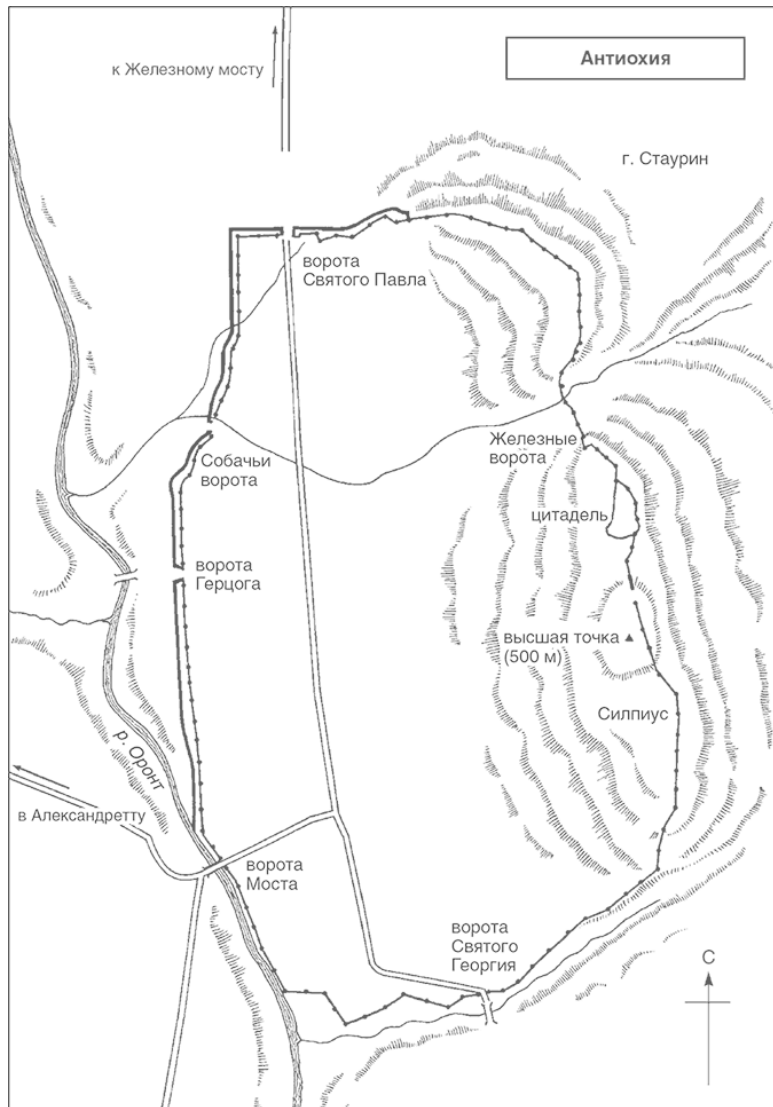 Антиохия
к Железному мосту
г. Стаурин
ворота
Святого Павла
Железные
ворота
Собачьи
ворота
цитадель
ворота
Герцога
высшая точка
(500 м)
Силпиус
р. Оронт
в Александретту
ворота
Моста
ворота
Святого
Георгия
С